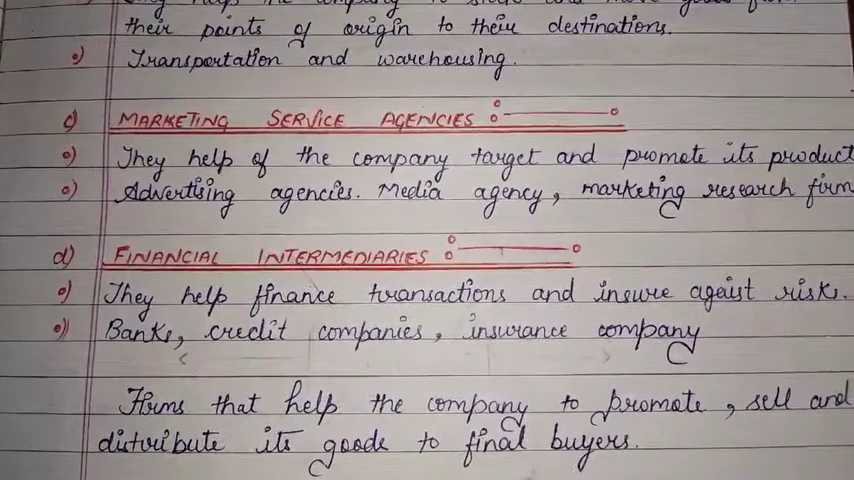 their points of origin to their destinations.
Transportation and warehousing.
c) MARKETING SERVICE AGENCIES
They help of the company target and promote its product
Advertising agencies. Media agency, marketing research firm
d) FINANCIAL INTERMEDIARIES
They help finance transactions and insure ageist risks.
Banks, credit companies, insurance company
Firms that help the company to promote, sell and
distribute its goods to final buyers.